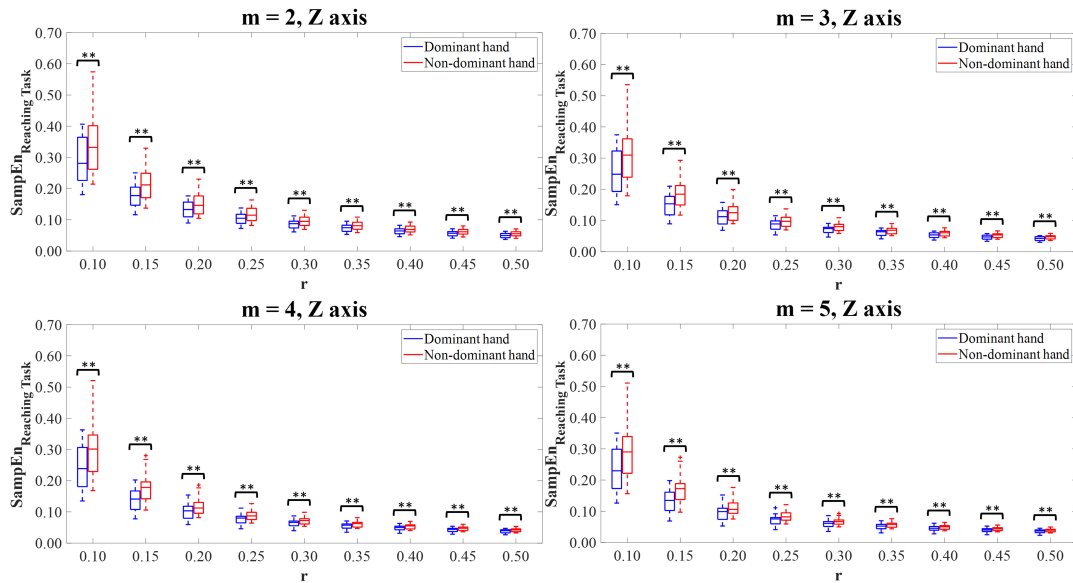 m = 2, Z axis
SampEn Reaching Task
0.70
0.60
0.50
0.40
0.30
0.20
0.10
0.00
Dominant hand
Non-dominant hand
** ** ** ** ** ** ** ** **
0.10 0.15 0.20 0.25 0.30 0.35 0.40 0.45 0.50
r
m = 3, Z axis
SampEn Reaching Task
0.70
0.60
0.50
0.40
0.30
0.20
0.10
0.00
Dominant hand
Non-dominant hand
** ** ** ** ** ** ** ** **
0.10 0.15 0.20 0.25 0.30 0.35 0.40 0.45 0.50
r
m = 4, Z axis
SampEn Reaching Task
0.70
0.60
0.50
0.40
0.30
0.20
0.10
0.00
Dominant hand
Non-dominant hand
** ** ** ** ** ** ** ** **
0.10 0.15 0.20 0.25 0.30 0.35 0.40 0.45 0.50
r
m = 5, Z axis
SampEn Reaching Task
0.70
0.60
0.50
0.40
0.30
0.20
0.10
0.00
Dominant hand
Non-dominant hand
** ** ** ** ** ** ** ** **
0.10 0.15 0.20 0.25 0.30 0.35 0.40 0.45 0.50
r